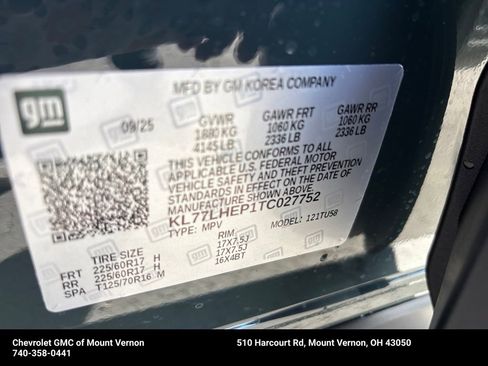 MFD BY GM KOREA COMPANY
gm
09/25
GVWR GAWR FRT GAWR RR
1880 KG 1060 KG 1060 KG
4145 LB 2336 LB 2336 LB
THIS VEHICLE CONFORMS TO ALL
APPLICABLE U.S. FEDERAL MOTOR
VEHICLE SAFETY AND THEFT PREVENTION
STANDARDS IN EFFECT ON THE DATE OF
MANUFACTURE SHOWN ABOVE.
KL77LHEP1TC027752
TYPE: MPV MODEL: 121TU58
TIRE SIZE RIM
FRT 225/60R17 H 17X7.5J
RR 225/60R17 H 17X7.5J
SPA T125/70R16 M 16X4BT
Chevrolet GMC of Mount Vernon 510 Harcourt Rd, Mount Vernon, OH 43050
740-358-0441